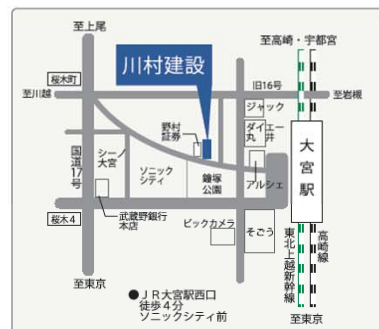 至上尾
至高崎・宇都宮
桜木町
川村建設
旧16号
至川越
至岩槻
ジャック
野村
証券
ダイエー
丸井
大宮駅
国道17号
シーノ
大宮
ソニック
シティ
鐘塚
公園
アルシェ
武蔵野銀行
本店
桜木4
ビックカメラ
そごう
東北上越新幹線
高崎線
至東京
●JR大宮駅西口
徒歩4分
ソニックシティ前
至東京